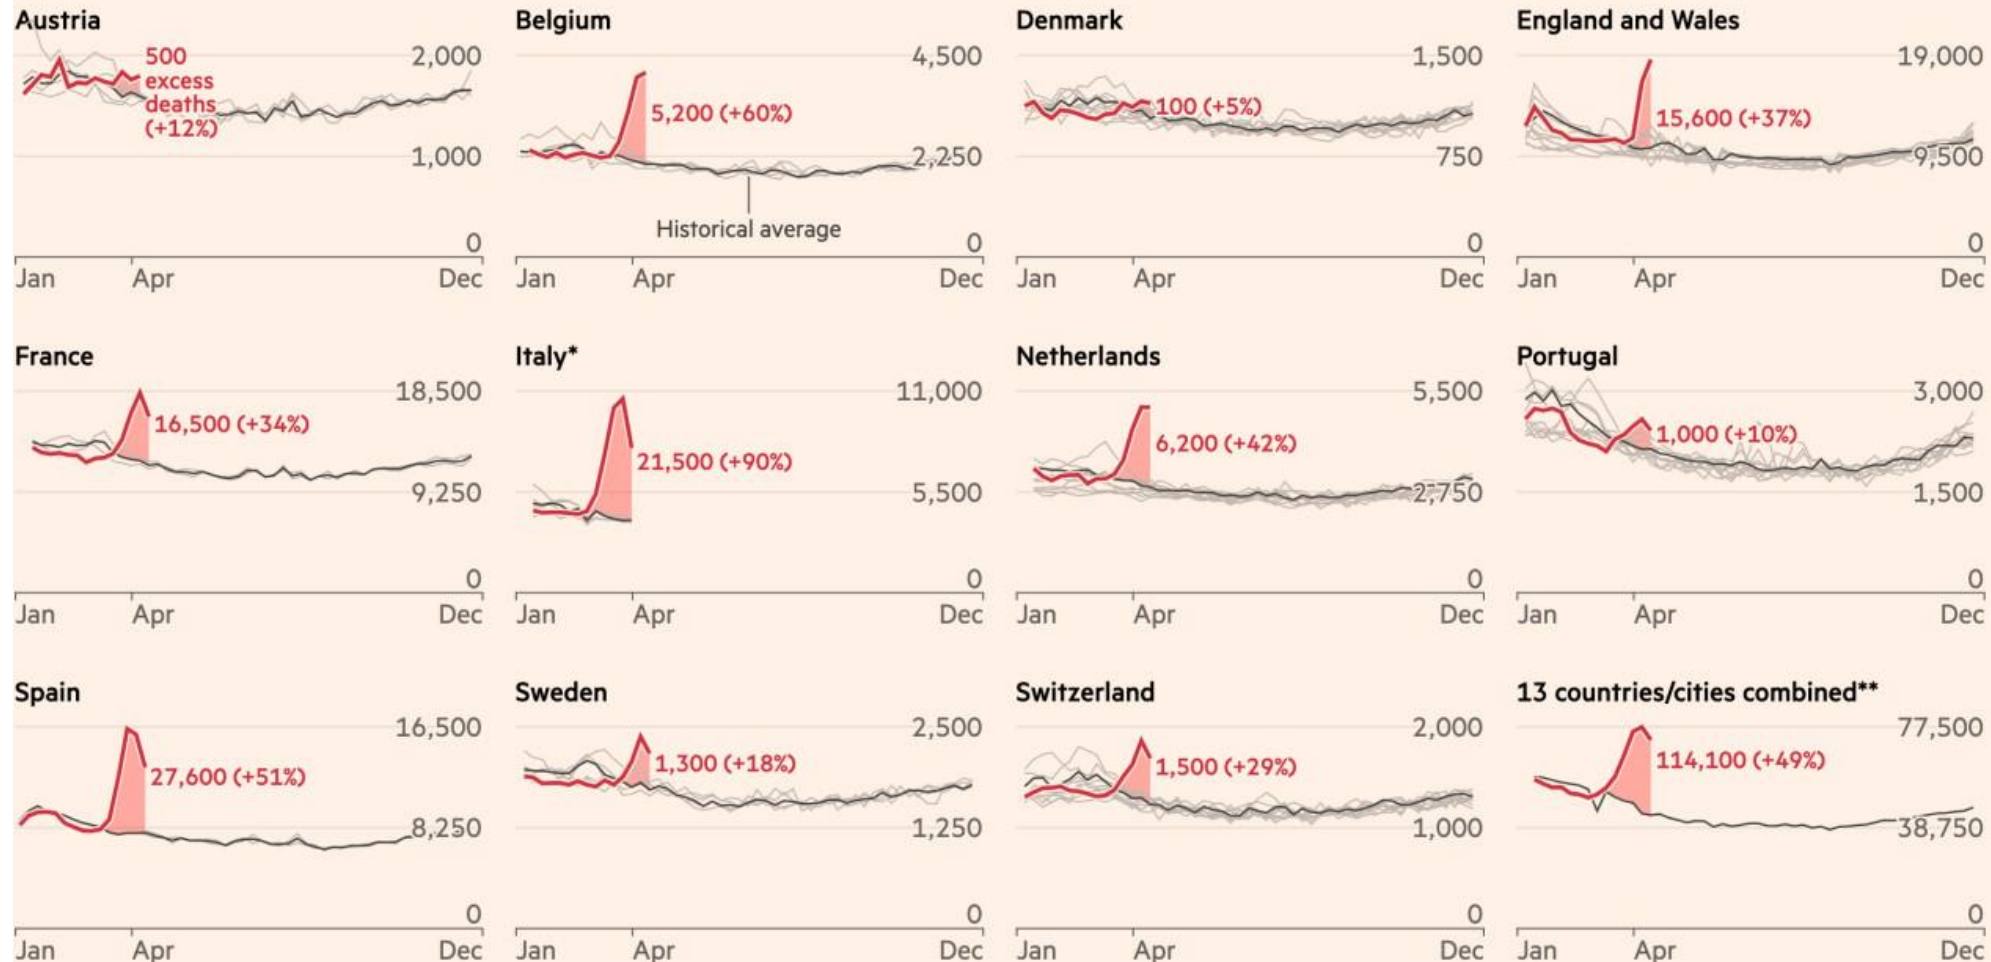 Austria
2,000
500
excess
deaths
(+12%)
1,000
0
Jan Apr Dec
Belgium
4,500
5,200 (+60%)
2,250
Historical average
0
Jan Apr Dec
Denmark
1,500
100 (+5%)
750
0
Jan Apr Dec
England and Wales
19,000
15,600 (+37%)
9,500
0
Jan Apr Dec
France
18,500
16,500 (+34%)
9,250
0
Jan Apr Dec
Italy*
11,000
21,500 (+90%)
5,500
0
Jan Apr Dec
Netherlands
5,500
6,200 (+42%)
2,750
0
Jan Apr Dec
Portugal
3,000
1,000 (+10%)
1,500
0
Jan Apr Dec
Spain
16,500
27,600 (+51%)
8,250
0
Jan Apr Dec
Sweden
2,500
1,300 (+18%)
1,250
0
Jan Apr Dec
Switzerland
2,000
1,500 (+29%)
1,000
0
Jan Apr Dec
13 countries/cities combined**
77,500
114,100 (+49%)
38,750
0
Jan Apr Dec